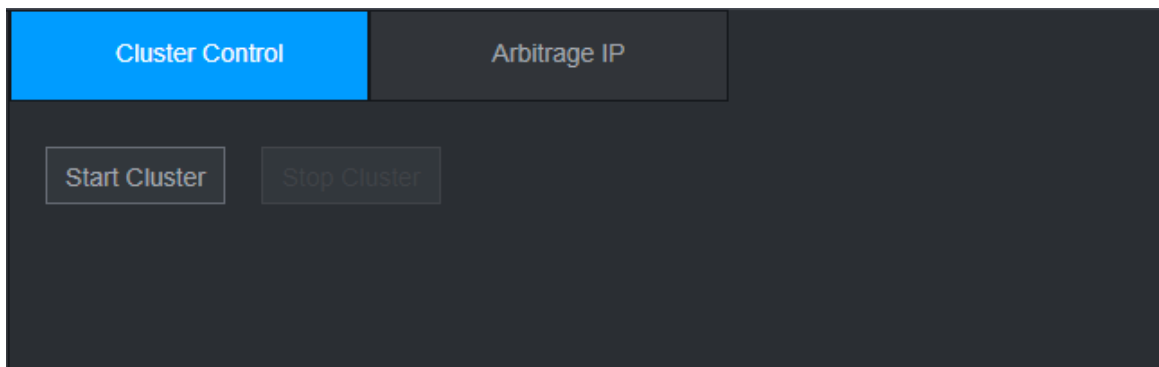 Cluster Control
Arbitrage IP
Start Cluster
Stop Cluster